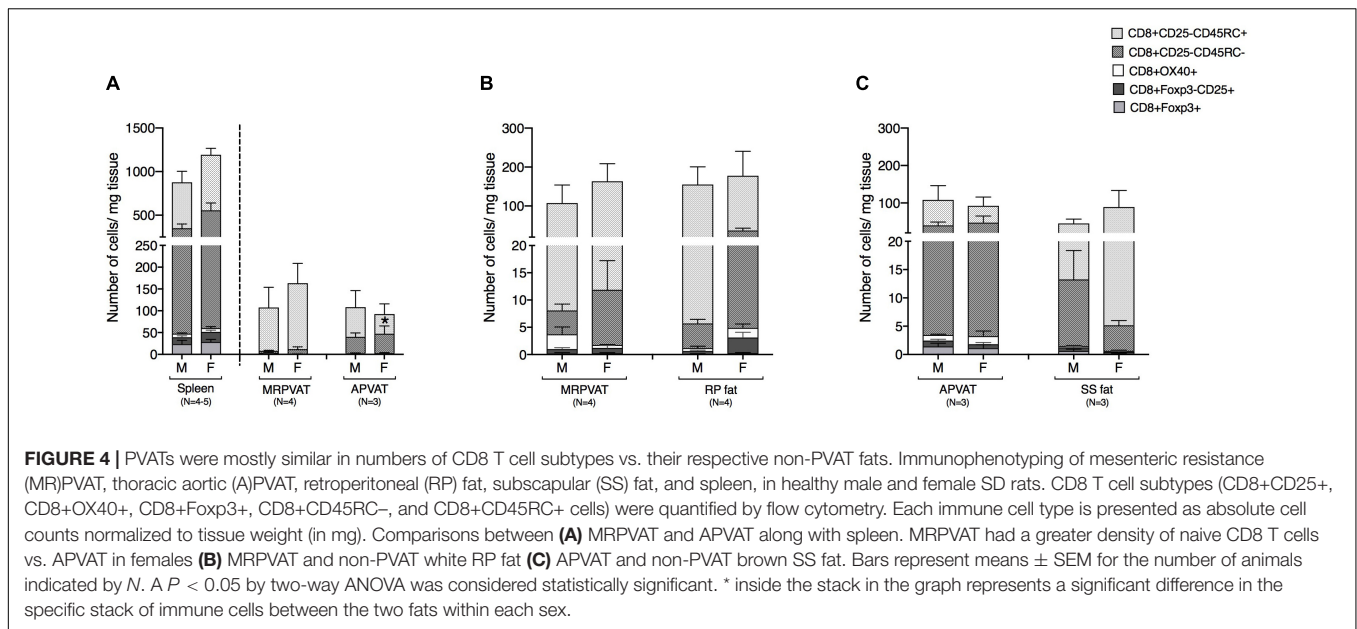 CD8+CD25-CD45RC+
CD8+CD25-CD45RC-
CD8+OX40+
CD8+Foxp3-CD25+
CD8+Foxp3+
A
Number of cells/ mg tissue
1500
1000
500
250
200
150
100
50
0
*
M F M F M F
Spleen MRPVAT APVAT
(N=4-5) (N=4) (N=3)
B
Number of cells/ mg tissue
300
200
100
20
15
10
5
0
M F M F
MRPVAT RP fat
(N=4) (N=4)
C
Number of cells/ mg tissue
300
200
100
20
15
10
5
0
M F M F
APVAT SS fat
(N=3) (N=3)
FIGURE 4 | PVATs were mostly similar in numbers of CD8 T cell subtypes vs. their respective non-PVAT fats. Immunophenotyping of mesenteric resistance
(MR)PVAT, thoracic aortic (A)PVAT, retroperitoneal (RP) fat, subscapular (SS) fat, and spleen, in healthy male and female SD rats. CD8 T cell subtypes (CD8+CD25+,
CD8+OX40+, CD8+Foxp3+, CD8+CD45RC–, and CD8+CD45RC+ cells) were quantified by flow cytometry. Each immune cell type is presented as absolute cell
counts normalized to tissue weight (in mg). Comparisons between (A) MRPVAT and APVAT along with spleen. MRPVAT had a greater density of naive CD8 T cells
vs. APVAT in females (B) MRPVAT and non-PVAT white RP fat (C) APVAT and non-PVAT brown SS fat. Bars represent means ± SEM for the number of animals
indicated by N. A P < 0.05 by two-way ANOVA was considered statistically significant. * inside the stack in the graph represents a significant difference in the
specific stack of immune cells between the two fats within each sex.